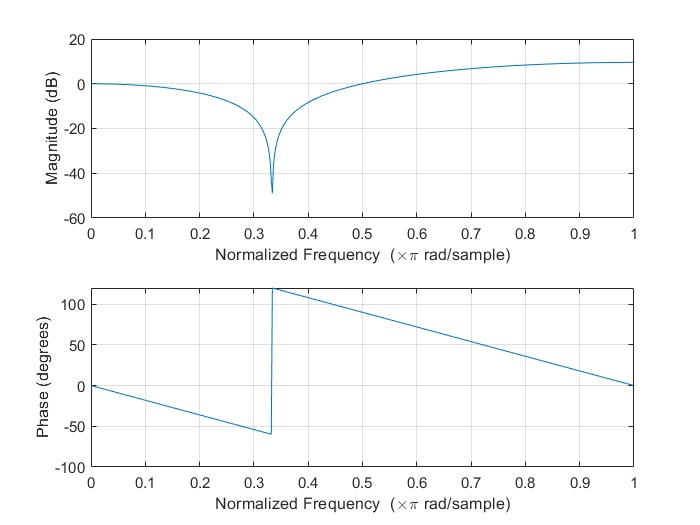 20
0
-20
-40
-60
Magnitude (dB)
0 0.1 0.2 0.3 0.4 0.5 0.6 0.7 0.8 0.9 1
Normalized Frequency (×π rad/sample)
100
50
0
-50
-100
Phase (degrees)
0 0.1 0.2 0.3 0.4 0.5 0.6 0.7 0.8 0.9 1
Normalized Frequency (×π rad/sample)